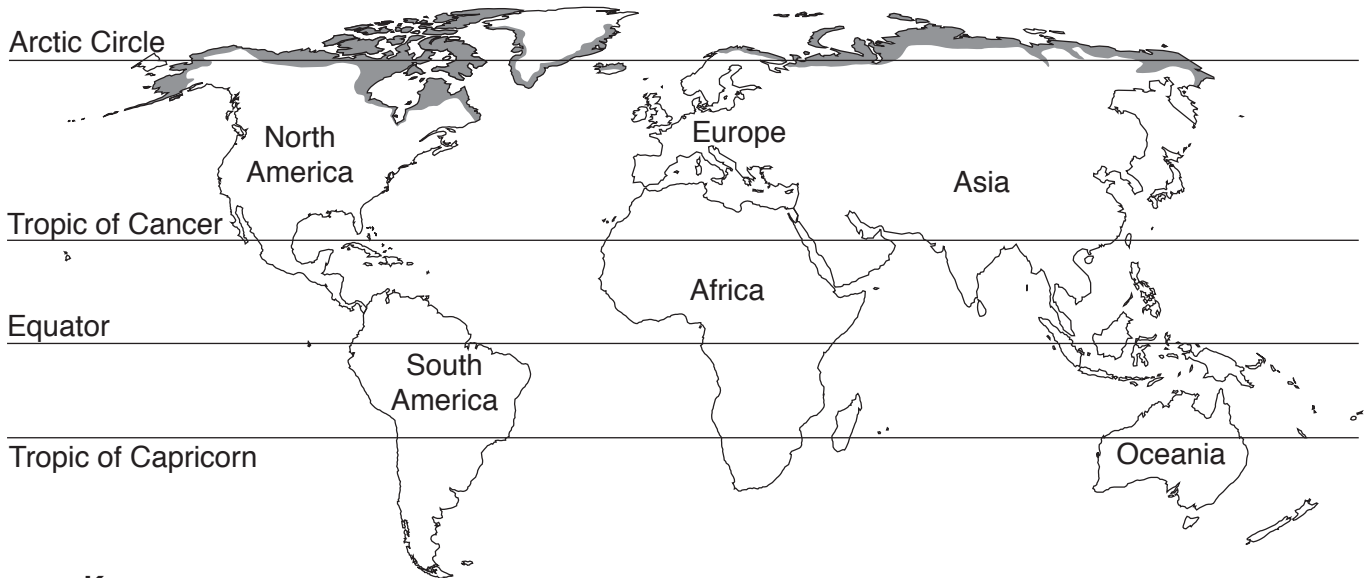 Arctic Circle
North
America
Europe
Asia
Tropic of Cancer
Africa
Equator
South
America
Tropic of Capricorn
Oceania